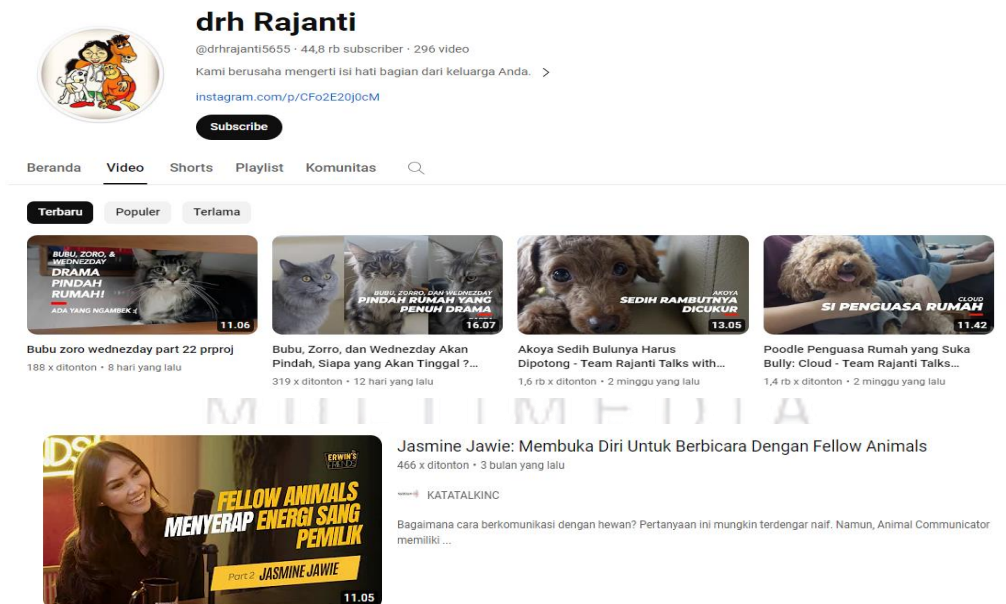 drh Rajanti
@drhrajanti5655 · 44,8 rb subscriber · 296 video
Kami berusaha mengerti isi hati bagian dari keluarga Anda. >
instagram.com/p/CFo2E20j0cM
Subscribe
Beranda Video Shorts Playlist Komunitas
Terbaru Populer Terlama
BUBU, ZORO, &
WEDNEZDAY
DRAMA
PINDAH
RUMAH!
ADA YANG NGAMBEK :(
11.06
BUBU, ZORRO, DAN WEDNEZDAY
PINDAH RUMAH YANG
PENUH DRAMA
16.07
AKOYA
SEDIH RAMBUTNYA
DICUKUR
13.05
CLOUD
SI PENGUASA RUMAH
11.42
Bubu zoro wednezday part 22 prproj
188 x ditonton • 8 hari yang lalu
Bubu, Zorro, dan Wednezday Akan
Pindah, Siapa yang Akan Tinggal ?...
319 x ditonton • 12 hari yang lalu
Akoya Sedih Bulunya Harus
Dipotong - Team Rajanti Talks with...
1,6 rb x ditonton • 2 minggu yang lalu
Poodle Penguasa Rumah yang Suka
Bully: Cloud - Team Rajanti Talks...
1,4 rb x ditonton • 2 minggu yang lalu
MULTIMEDIA
ERWIN'S
FRIENDS
FELLOW ANIMALS
MENYERAP ENERGI SANG
PEMILIK
Part 2 JASMINE JAWIE
11.05
Jasmine Jawie: Membuka Diri Untuk Berbicara Dengan Fellow Animals
466 x ditonton • 3 bulan yang lalu
KATATALKINC
Bagaimana cara berkomunikasi dengan hewan? Pertanyaan ini mungkin terdengar naif. Namun, Animal Communicator
memiliki ...